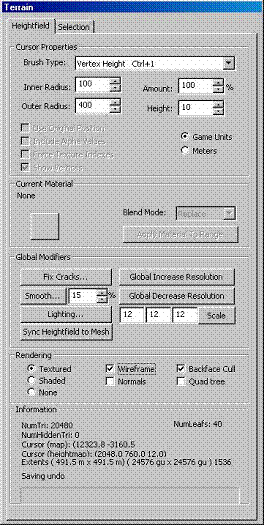 Terrain
Heightfield Selection
Cursor Properties
Brush Type: Vertex Height Ctrl+1
Inner Radius: 100 Amount: 100 %
Outer Radius: 400 Height: 10
Use Original Position
Include Alpha Values
Force Texture Indexes
Show Vertices
Game Units
Meters
Current Material
None
Blend Mode: Replace
Apply Material To Range
Global Modifiers
Fix Cracks... Global Increase Resolution
Smooth... 15 % Global Decrease Resolution
Lighting... 12 12 12 Scale
Sync Heightfield to Mesh
Rendering
Textured Wireframe Backface Cull
Shaded Normals Quad tree
None
Information
NumTri: 20480 NumLeafs: 40
NumHiddenTri: 0
Cursor (map): (12323.8 -3160.5
Cursor (heightmap): (2048.0 760.0 12.0)
Extents ( 491.5 m x 491.5 m) ( 24576 gu x 24576 gu ) 1536
Saving undo